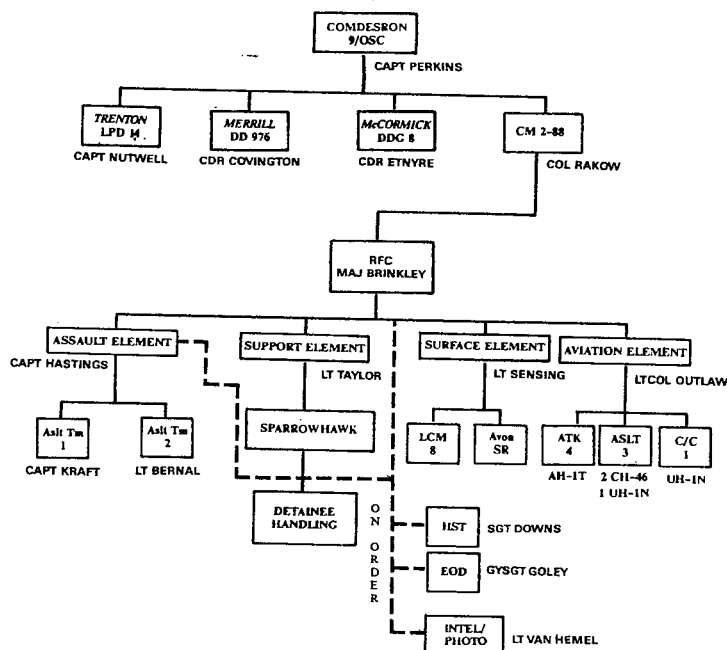 COMDESRON
9/OSC
CAPT PERKINS
TRENTON
LPD 14
CAPT NUTWELL
MERRILL
DD 976
CDR COVINGTON
McCORMICK
DDG 8
CDR ETNYRE
CM 2-88
COL RAKOW
RFC
MAJ BRINKLEY
ASSAULT ELEMENT
CAPT HASTINGS
SUPPORT ELEMENT
LT TAYLOR
SURFACE ELEMENT
LT SENSING
AVIATION ELEMENT
LTCOL OUTLAW
Aslt Tm
1
CAPT KRAFT
Aslt Tm
2
LT BERNAL
SPARROWHAWK
DETAINEE
HANDLING
LCM
8
Avon
SR
ATK
4
AH-1T
ASLT
3
2 CH-46
1 UH-1N
C/C
1
UH-1N
ON ORDER
HST
SGT DOWNS
EOD
GYSGT GOLEY
INTEL/
PHOTO
LT VAN HEMEL